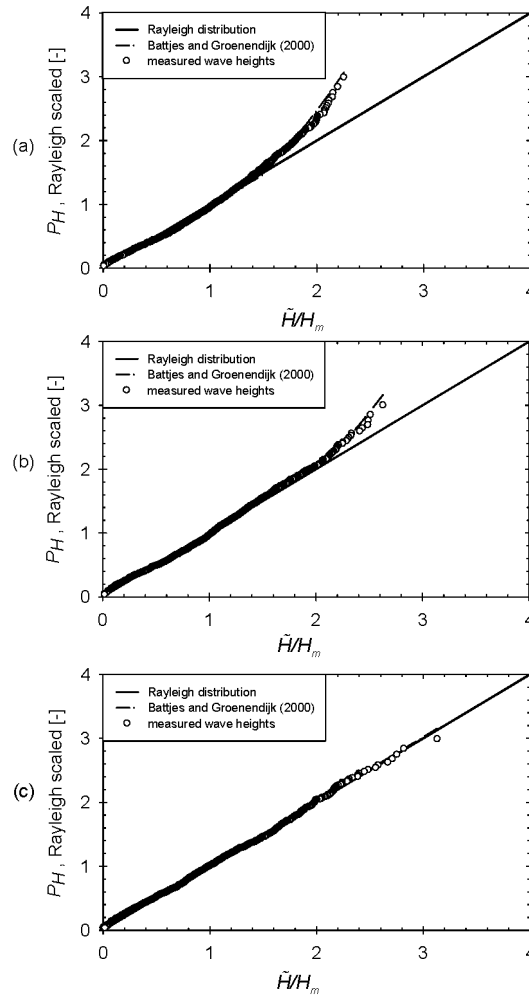 (a)
P_H , Rayleigh scaled [-]
4
3
2
1
0
Rayleigh distribution
Battjes and Groenendijk (2000)
measured wave heights
0 1 2 3 4
H̃/H_m
(b)
P_H , Rayleigh scaled [-]
4
3
2
1
0
Rayleigh distribution
Battjes and Groenendijk (2000)
measured wave heights
0 1 2 3 4
H̃/H_m
(c)
P_H , Rayleigh scaled [-]
4
3
2
1
0
Rayleigh distribution
Battjes and Groenendijk (2000)
measured wave heights
0 1 2 3 4
H̃/H_m